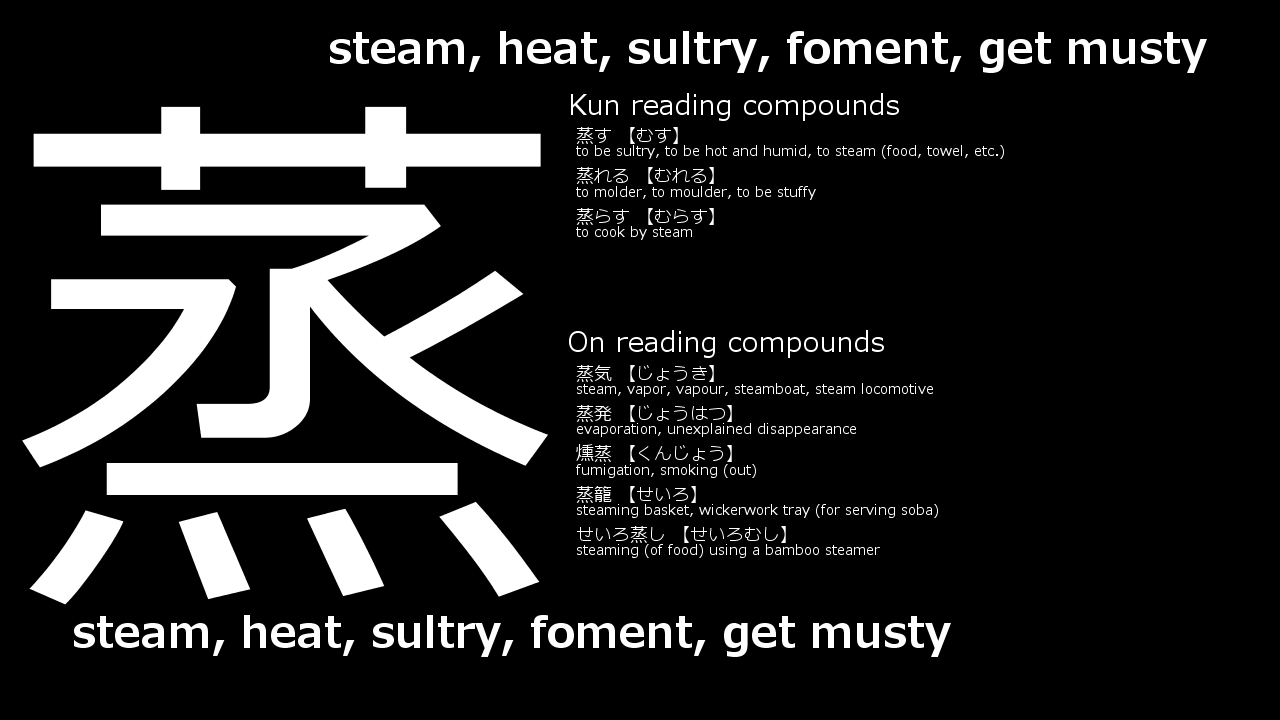 steam, heat, sultry, foment, get musty
蒸
Kun reading compounds
蒸す 【むす】
to be sultry, to be hot and humid, to steam (food, towel, etc.)
蒸れる 【むれる】
to molder, to moulder, to be stuffy
蒸らす 【むらす】
to cook by steam
On reading compounds
蒸気 【じょうき】
steam, vapor, vapour, steamboat, steam locomotive
蒸発 【じょうはつ】
evaporation, unexplained disappearance
燻蒸 【くんじょう】
fumigation, smoking (out)
蒸籠 【せいろ】
steaming basket, wickerwork tray (for serving soba)
せいろ蒸し 【せいろむし】
steaming (of food) using a bamboo steamer
steam, heat, sultry, foment, get musty